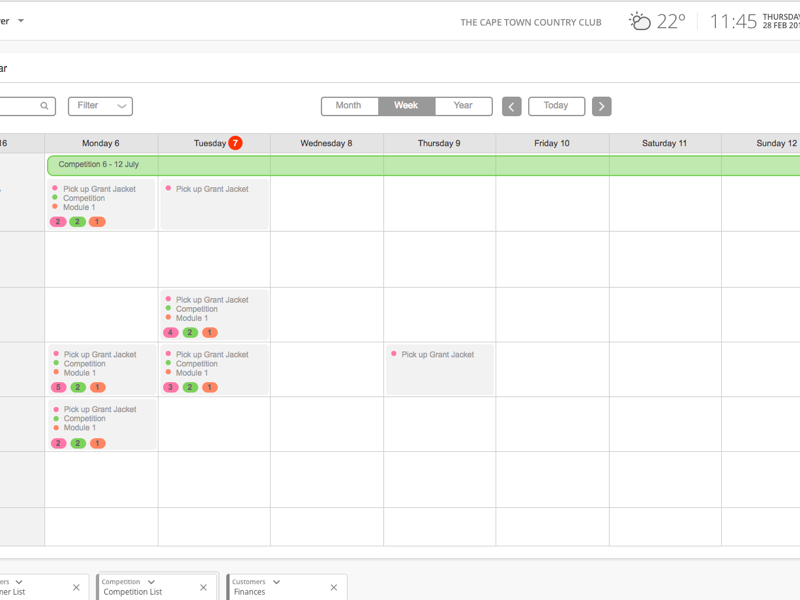 THE CAPE TOWN COUNTRY CLUB
22°
11:45
THURSDAY
28 FEB 201
Filter
Month Week Year
Today
16 Monday 6 Tuesday 7 Wednesday 8 Thursday 9 Friday 10 Saturday 11 Sunday 12
Competition 6 - 12 July
Pick up Grant Jacket
Competition
Module 1
2 2 1
Pick up Grant Jacket
Pick up Grant Jacket
Competition
Module 1
4 2 1
Pick up Grant Jacket
Competition
Module 1
5 2 1
Pick up Grant Jacket
Competition
Module 1
3 2 1
Pick up Grant Jacket
Pick up Grant Jacket
Competition
Module 1
2 2 1
Competition
Competition List
Customers
Finances